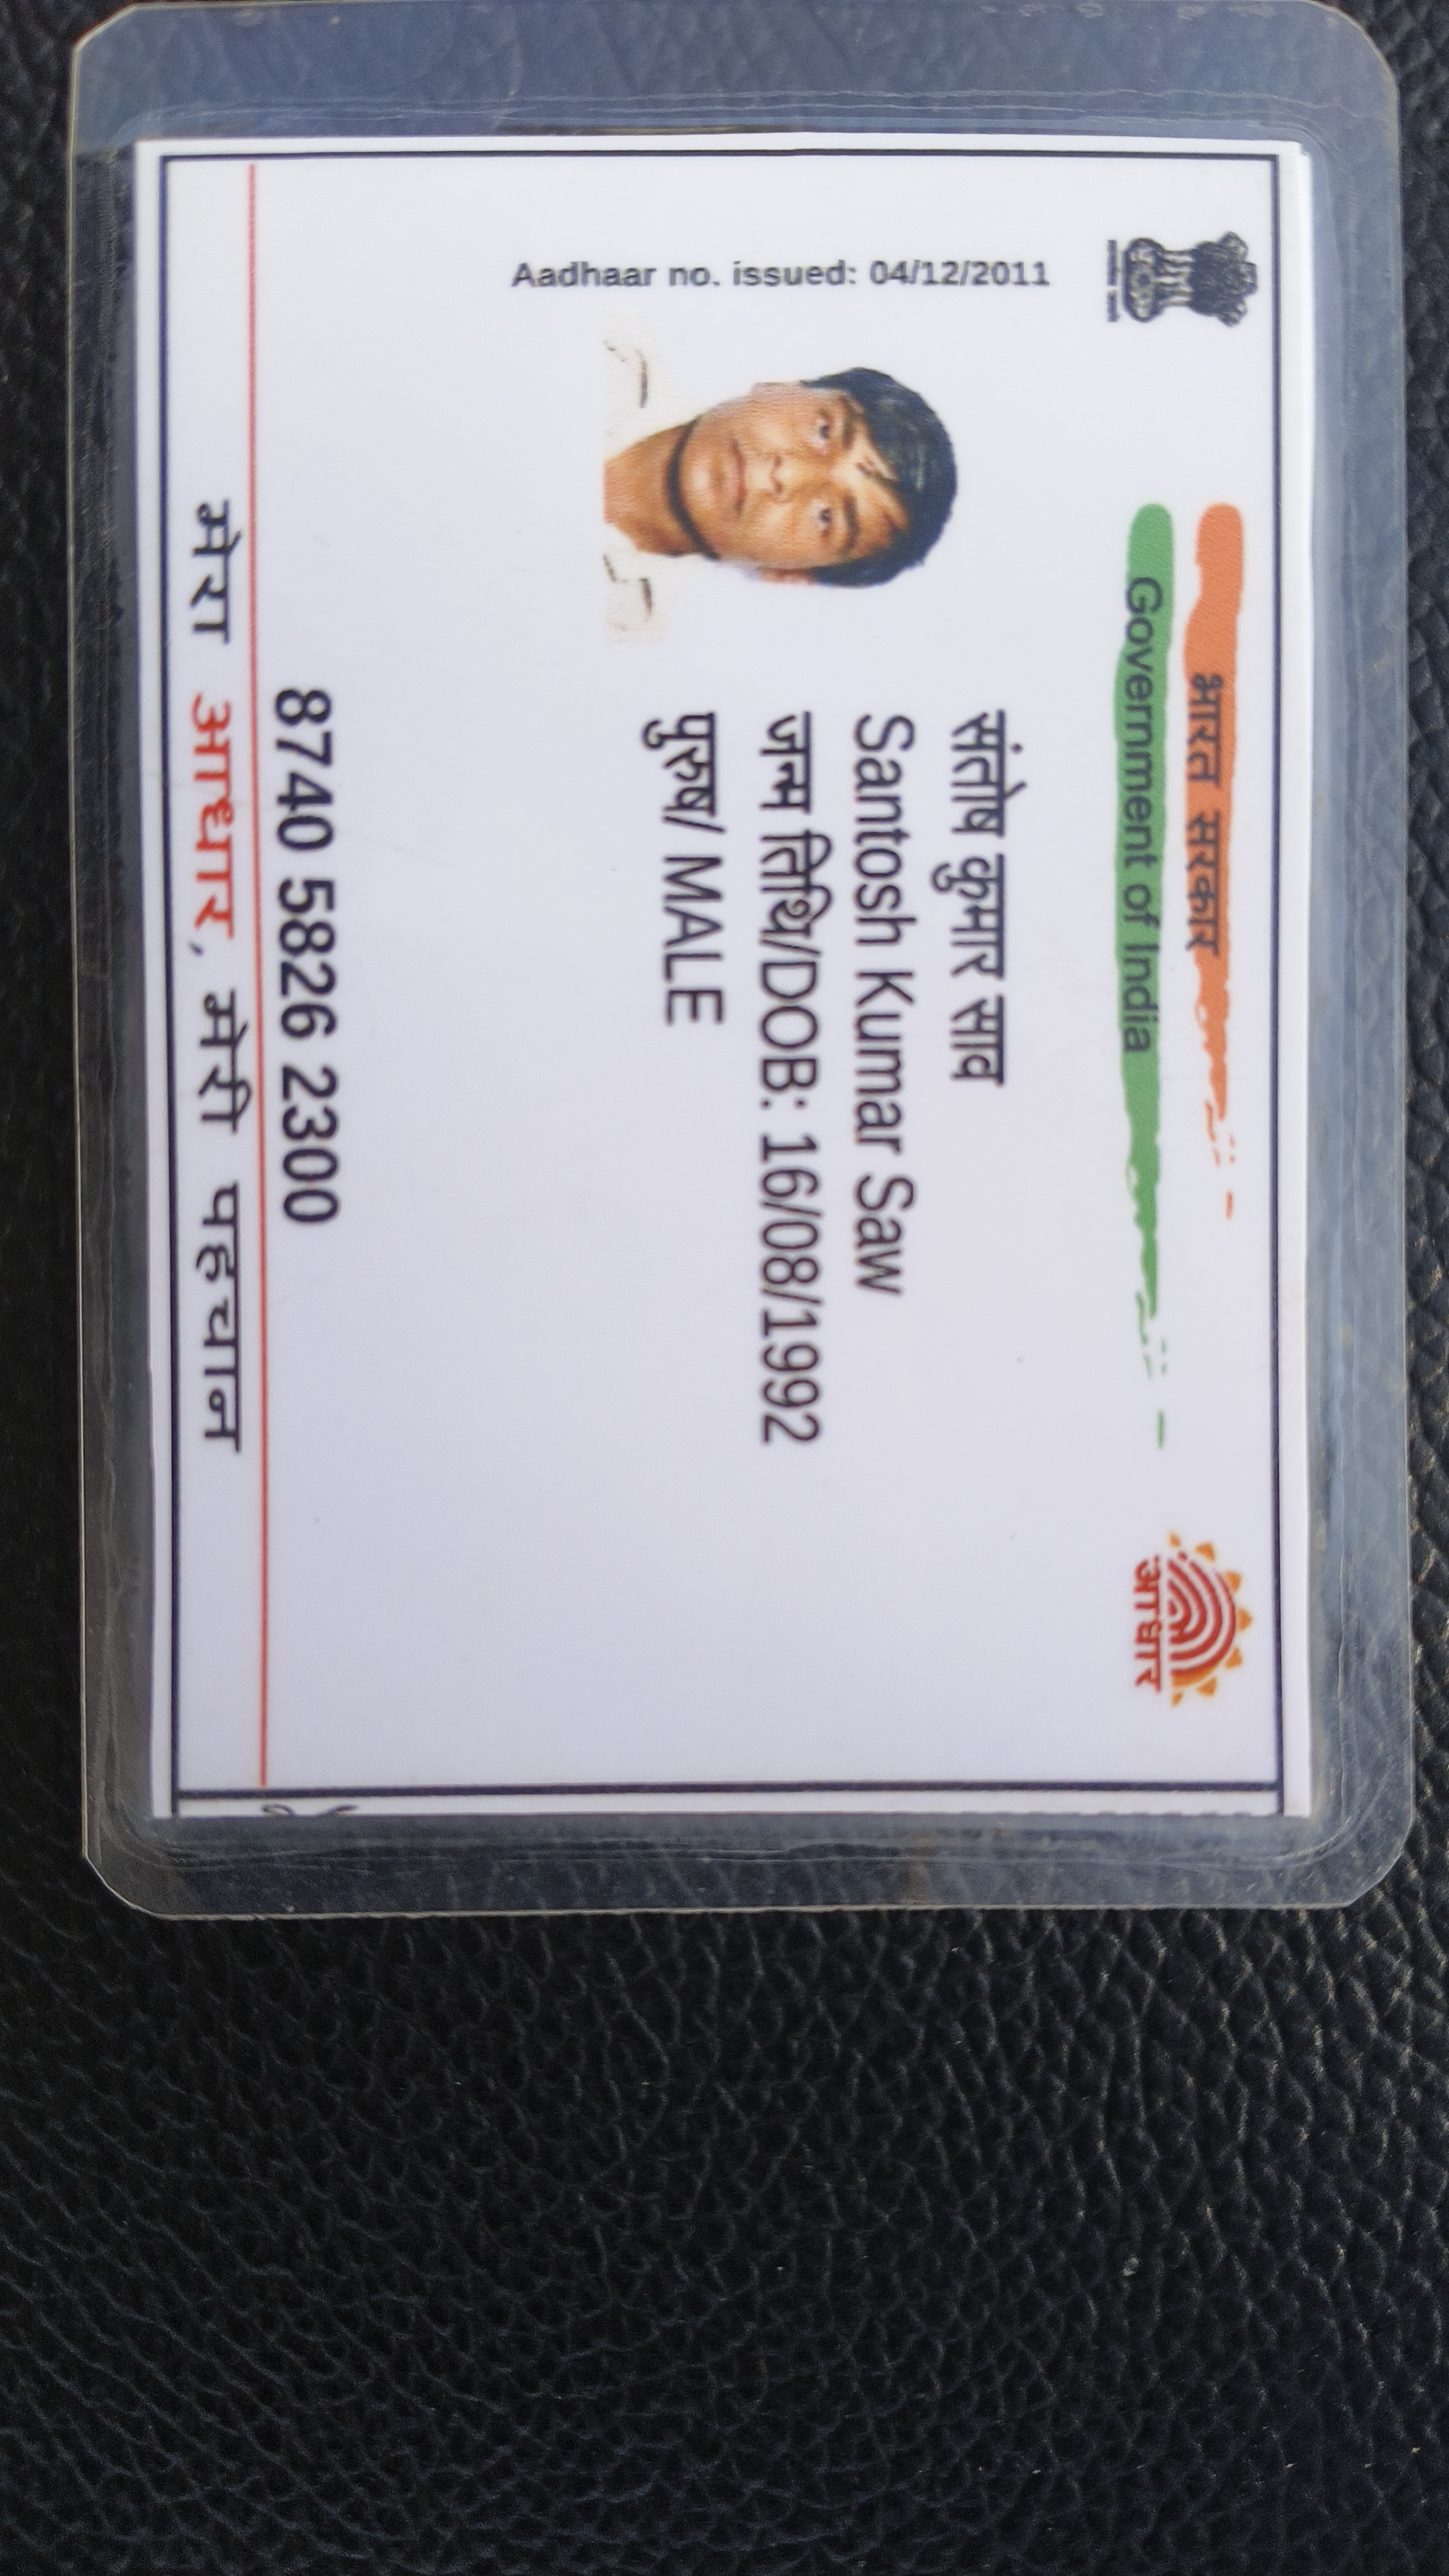 भारत सरकार
Government of India
आधार
Aadhaar no. issued: 04/12/2011
संतोष कुमार साव
Santosh Kumar Saw
जन्म तिथि/DOB: 16/08/1992
पुरुष/ MALE
8740 5826 2300
मेरा आधार, मेरी पहचान